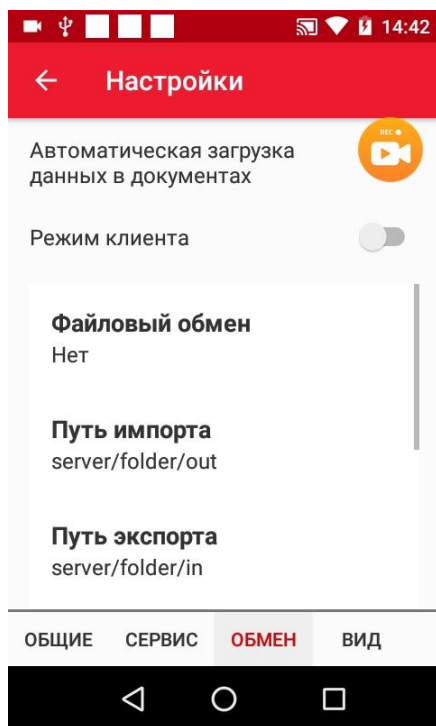 14:42
Настройки
Автоматическая загрузка
данных в документах
REC
Режим клиента
Файловый обмен
Нет
Путь импорта
server/folder/out
Путь экспорта
server/folder/in
ОБЩИЕ СЕРВИС ОБМЕН ВИД